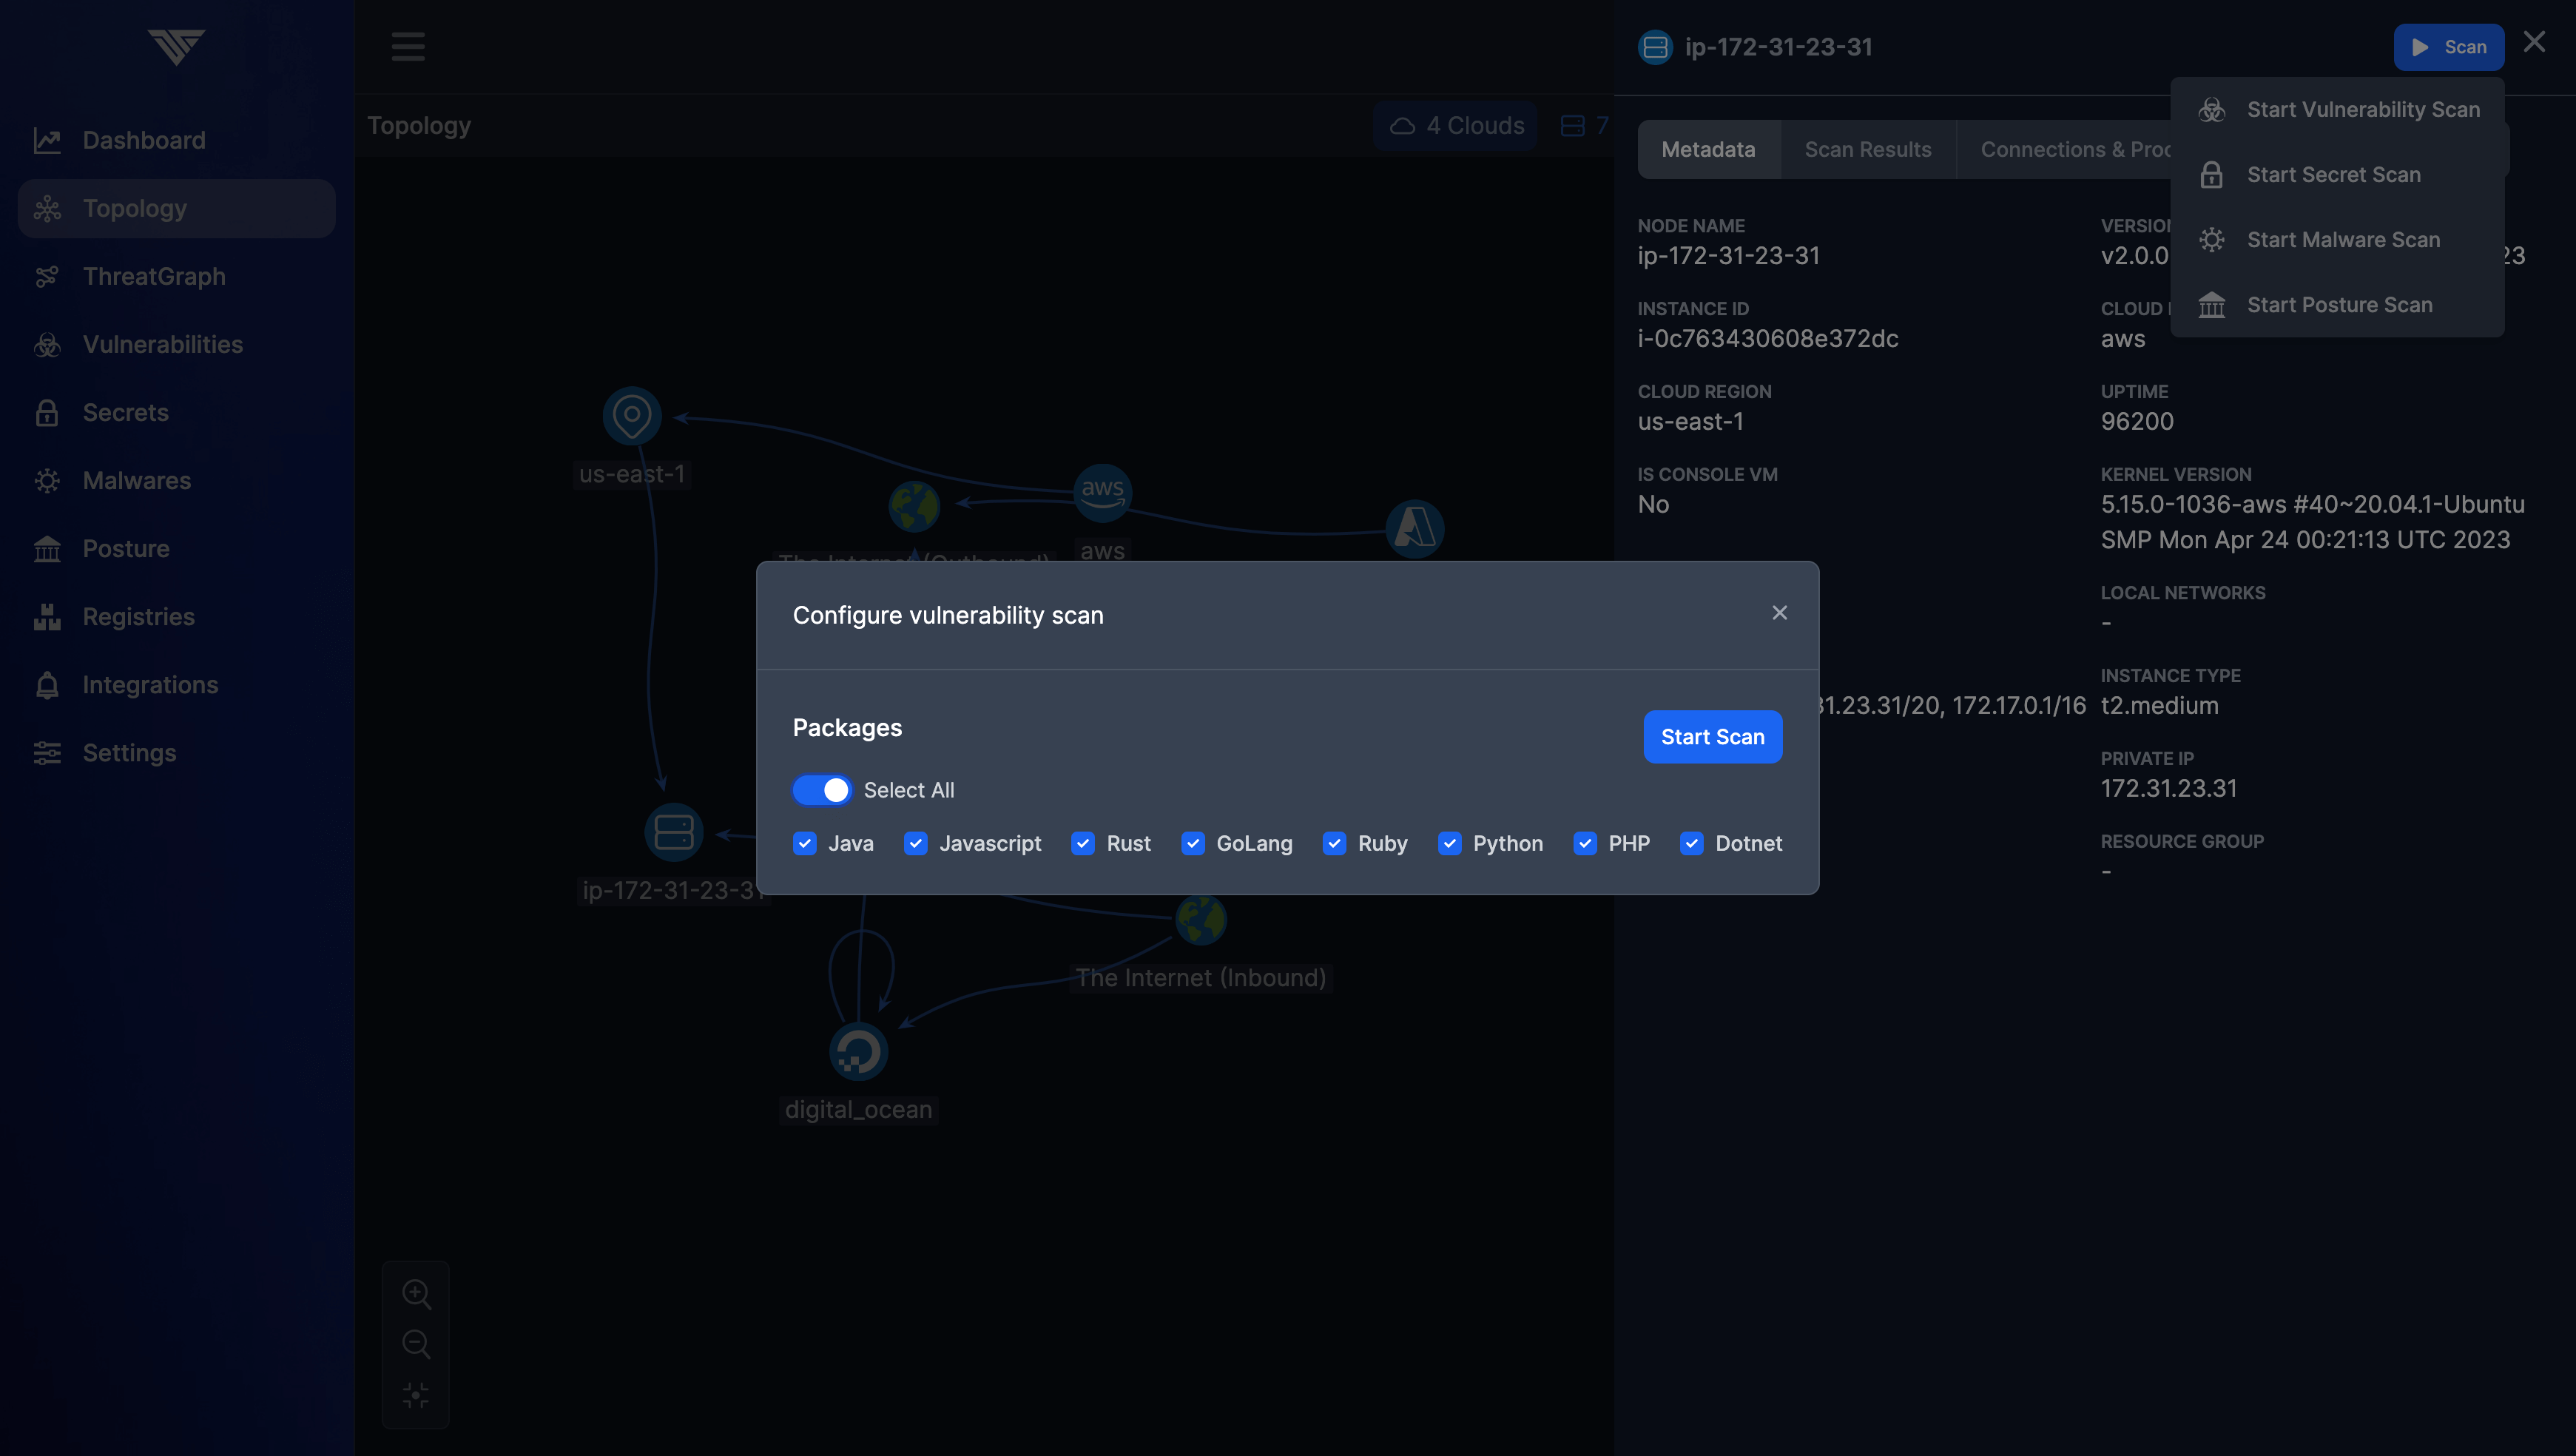 Dashboard
Topology
ThreatGraph
Vulnerabilities
Secrets
Malwares
Posture
Registries
Integrations
Settings
Topology
4 Clouds
7
us-east-1
aws
aws
The Internet (Outbound)
ip-172-31-23-31
The Internet (Inbound)
digital_ocean
ip-172-31-23-31
Scan
Start Vulnerability Scan
Start Secret Scan
Start Malware Scan
Start Posture Scan
Metadata
Scan Results
Connections &
NODE NAME
ip-172-31-23-31
v2.0.0
INSTANCE ID
i-0c763430608e372dc
CLOUD
aws
CLOUD REGION
us-east-1
UPTIME
96200
IS CONSOLE VM
No
KERNEL VERSION
5.15.0-1036-aws #40~20.04.1-Ubuntu
SMP Mon Apr 24 00:21:13 UTC 2023
LOCAL NETWORKS
-
31.23.31/20, 172.17.0.1/16
INSTANCE TYPE
t2.medium
PRIVATE IP
172.31.23.31
RESOURCE GROUP
-
Configure vulnerability scan
Packages
Start Scan
Select All
Java
Javascript
Rust
GoLang
Ruby
Python
PHP
Dotnet